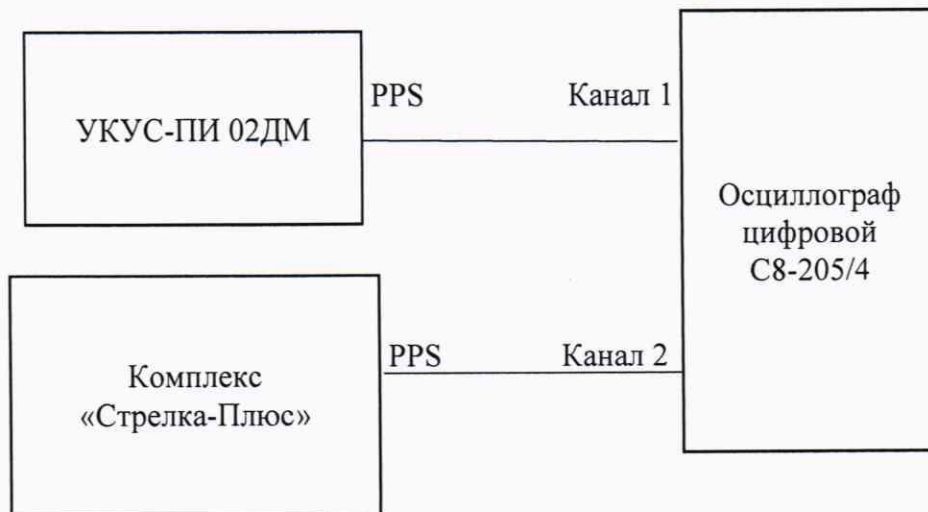 PPS
Канал 1
УКУС-ПИ 02ДМ
Осциллограф
цифровой
С8-205/4
PPS
Канал 2
Комплекс
«Стрелка-Плюс»